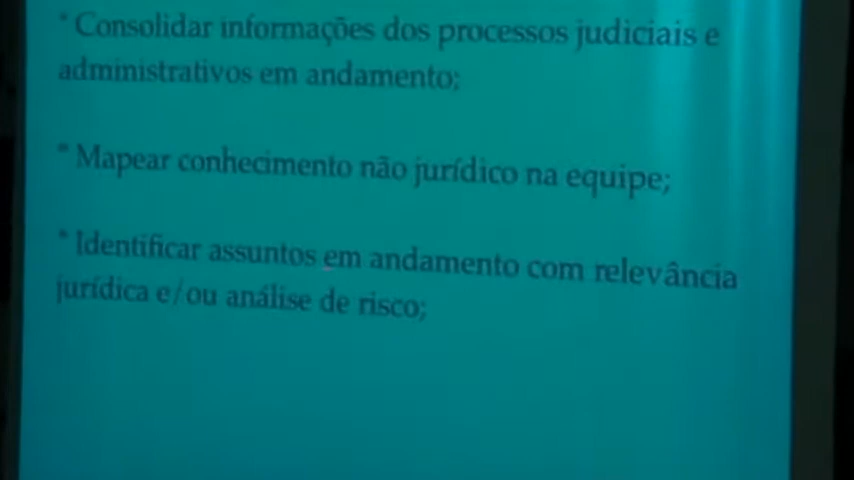 * Consolidar informações dos processos judiciais e
administrativos em andamento;
* Mapear conhecimento não jurídico na equipe;
* Identificar assuntos em andamento com relevância
jurídica e/ou análise de risco;